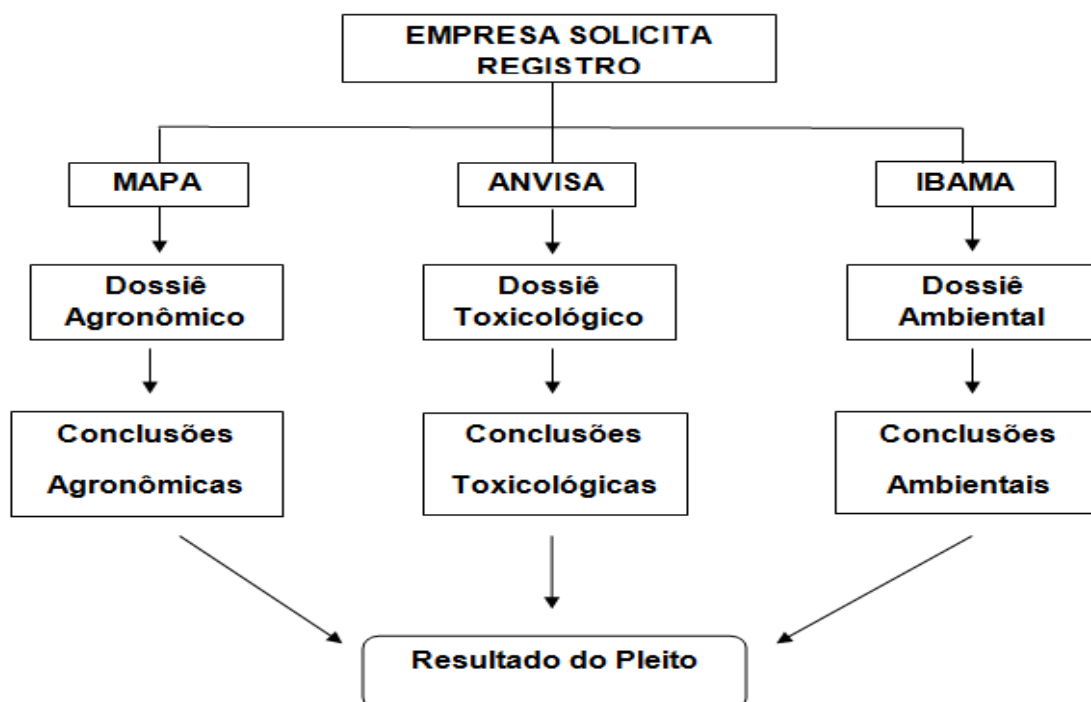 EMPRESA SOLICITA
REGISTRO
MAPA
ANVISA
IBAMA
Dossiê
Agronômico
Dossiê
Toxicológico
Dossiê
Ambiental
Conclusões
Agronômicas
Conclusões
Toxicológicas
Conclusões
Ambientais
Resultado do Pleito